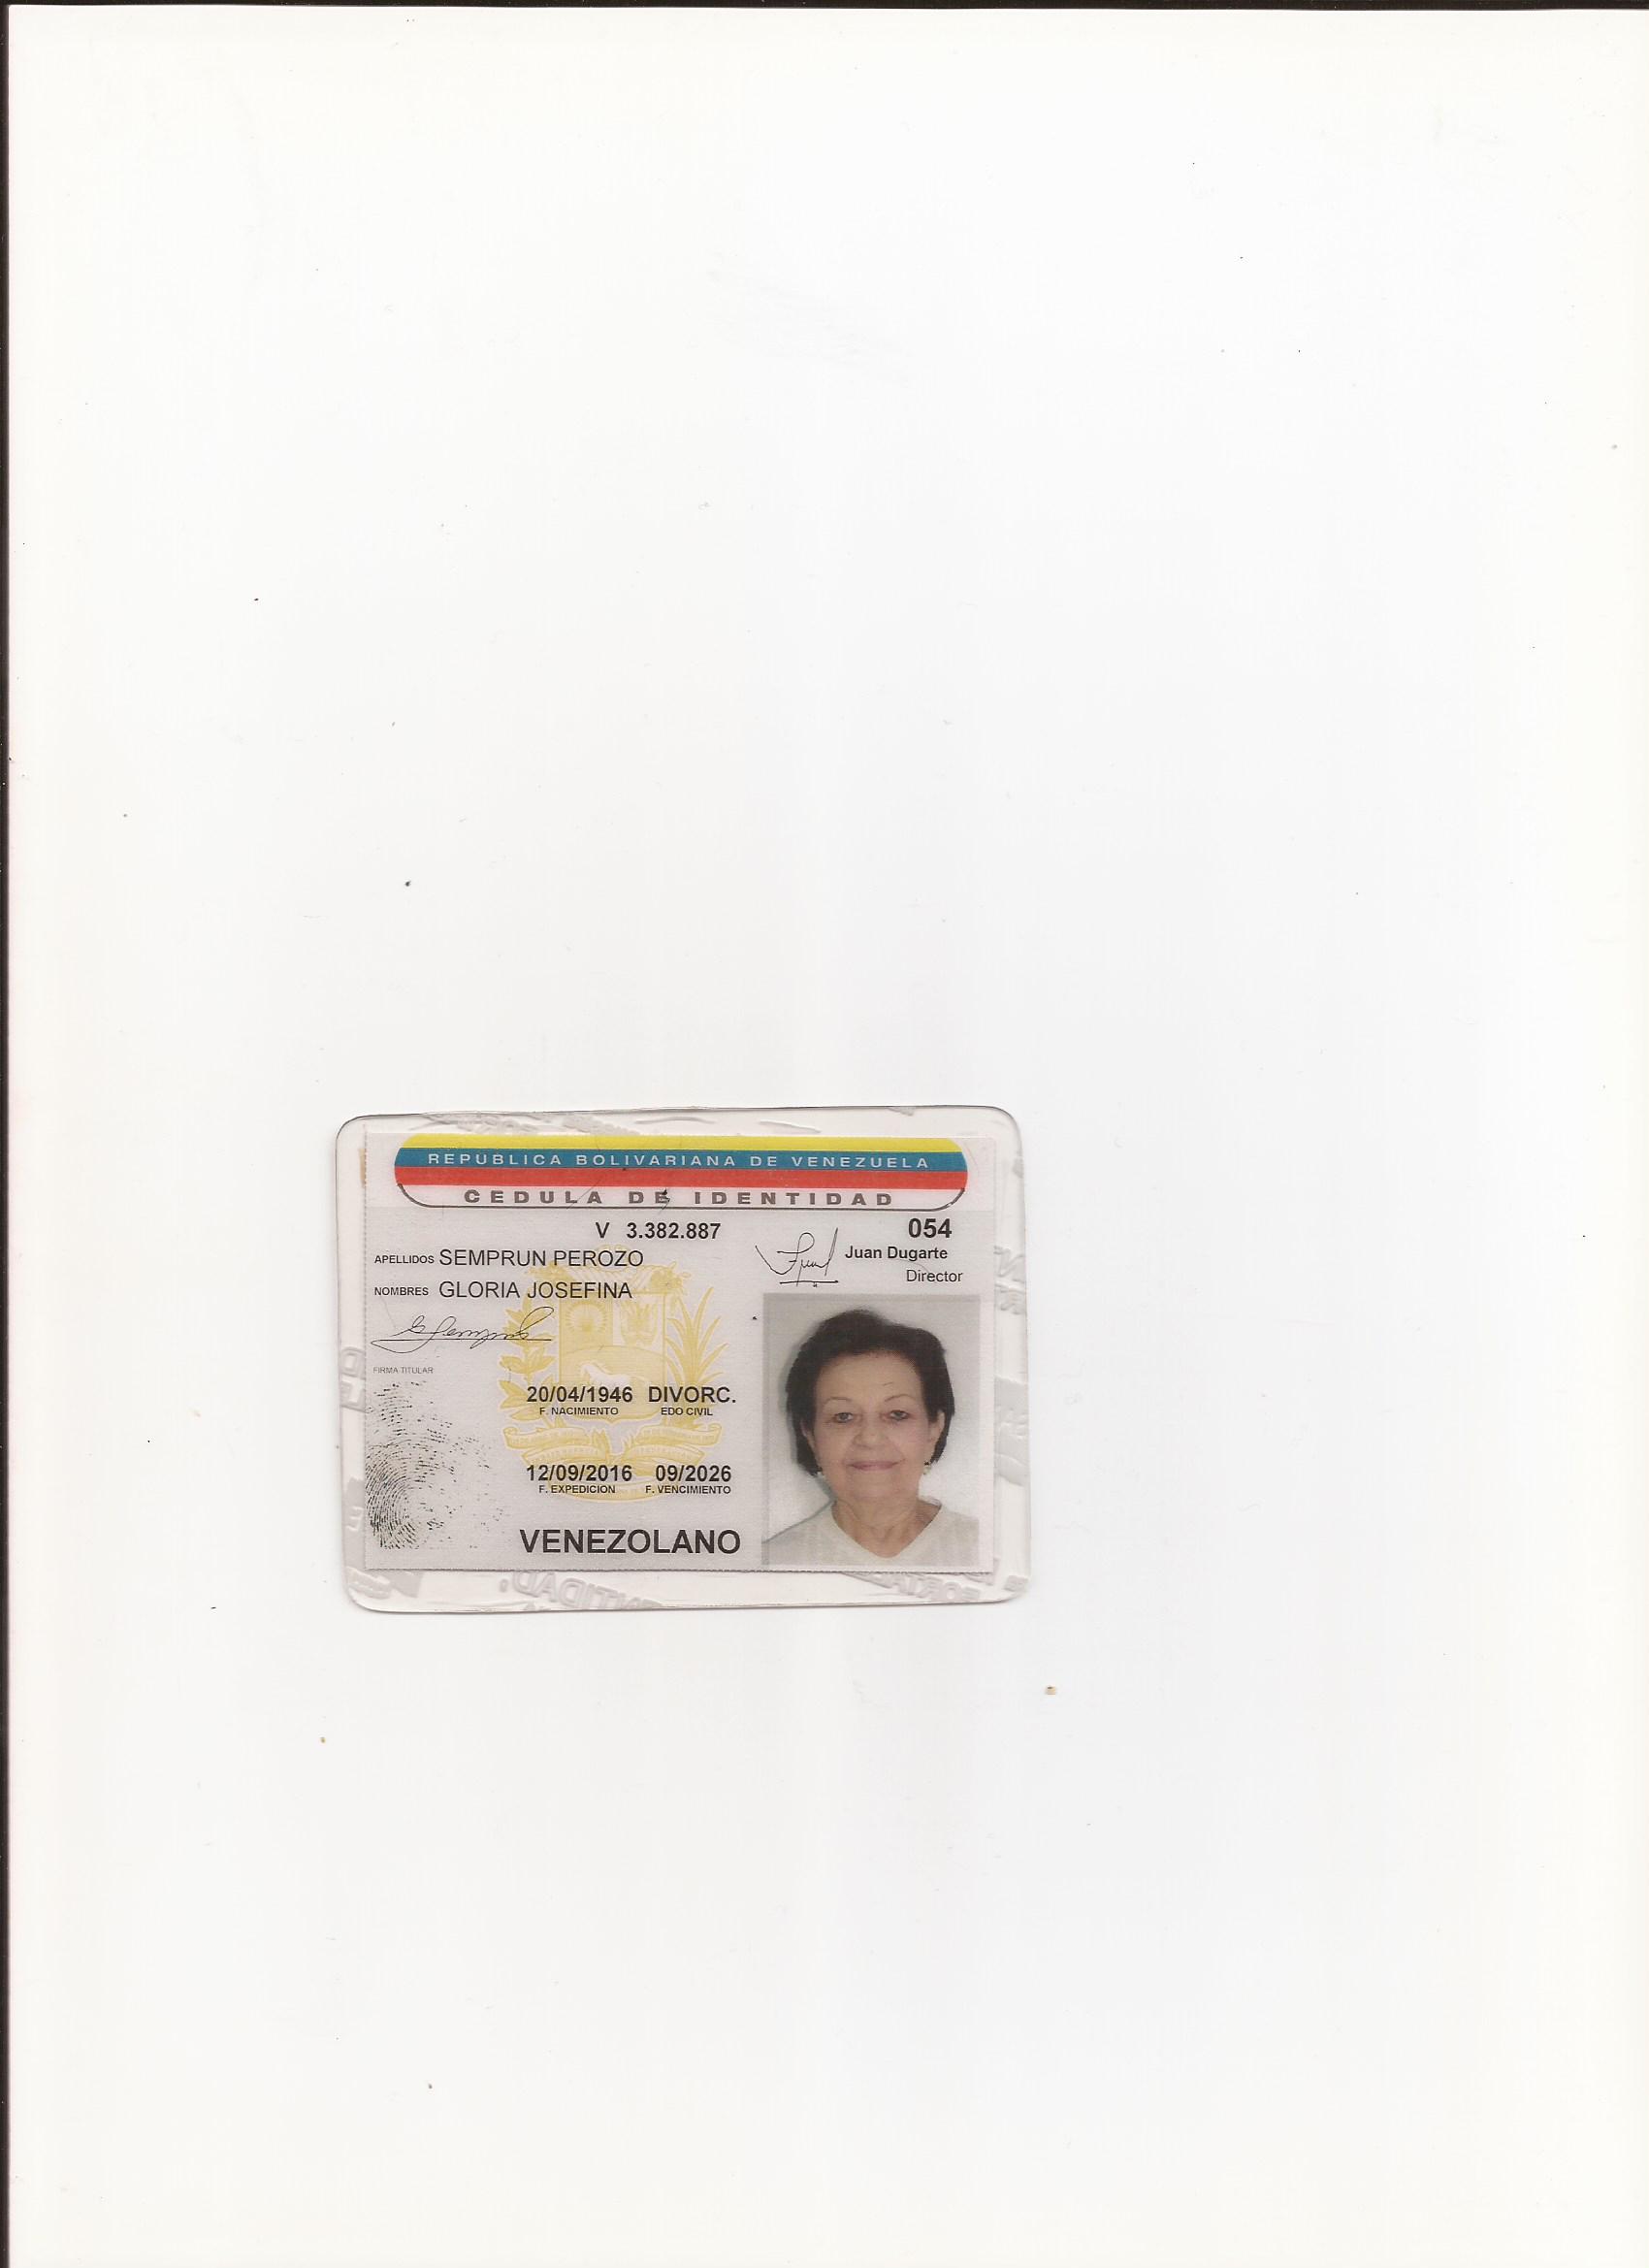 REPUBLICA BOLIVARIANA DE VENEZUELA
CEDULA DE IDENTIDAD
V 3.382.887
054
APELLIDOS SEMPRUN PEROZO
Juan Dugarte
Director
NOMBRES GLORIA JOSEFINA
FIRMA TITULAR
20/04/1946 DIVORC.
F. NACIMIENTO EDO CIVIL
12/09/2016 09/2026
F. EXPEDICION F. VENCIMIENTO
VENEZOLANO